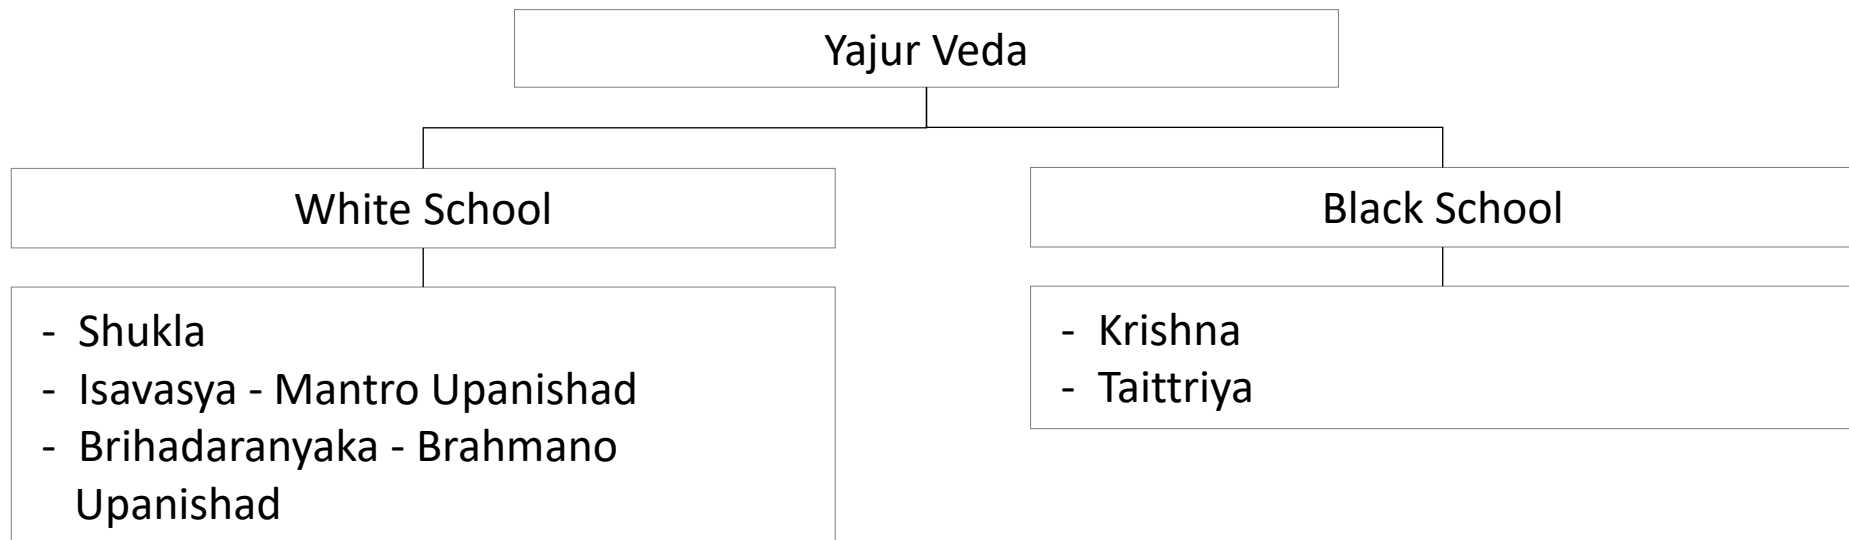 Yajur Veda
White School
Black School
- Shukla
- Isavasya - Mantro Upanishad
- Brihadaranyaka - Brahmano
Upanishad
- Krishna
- Taittriya